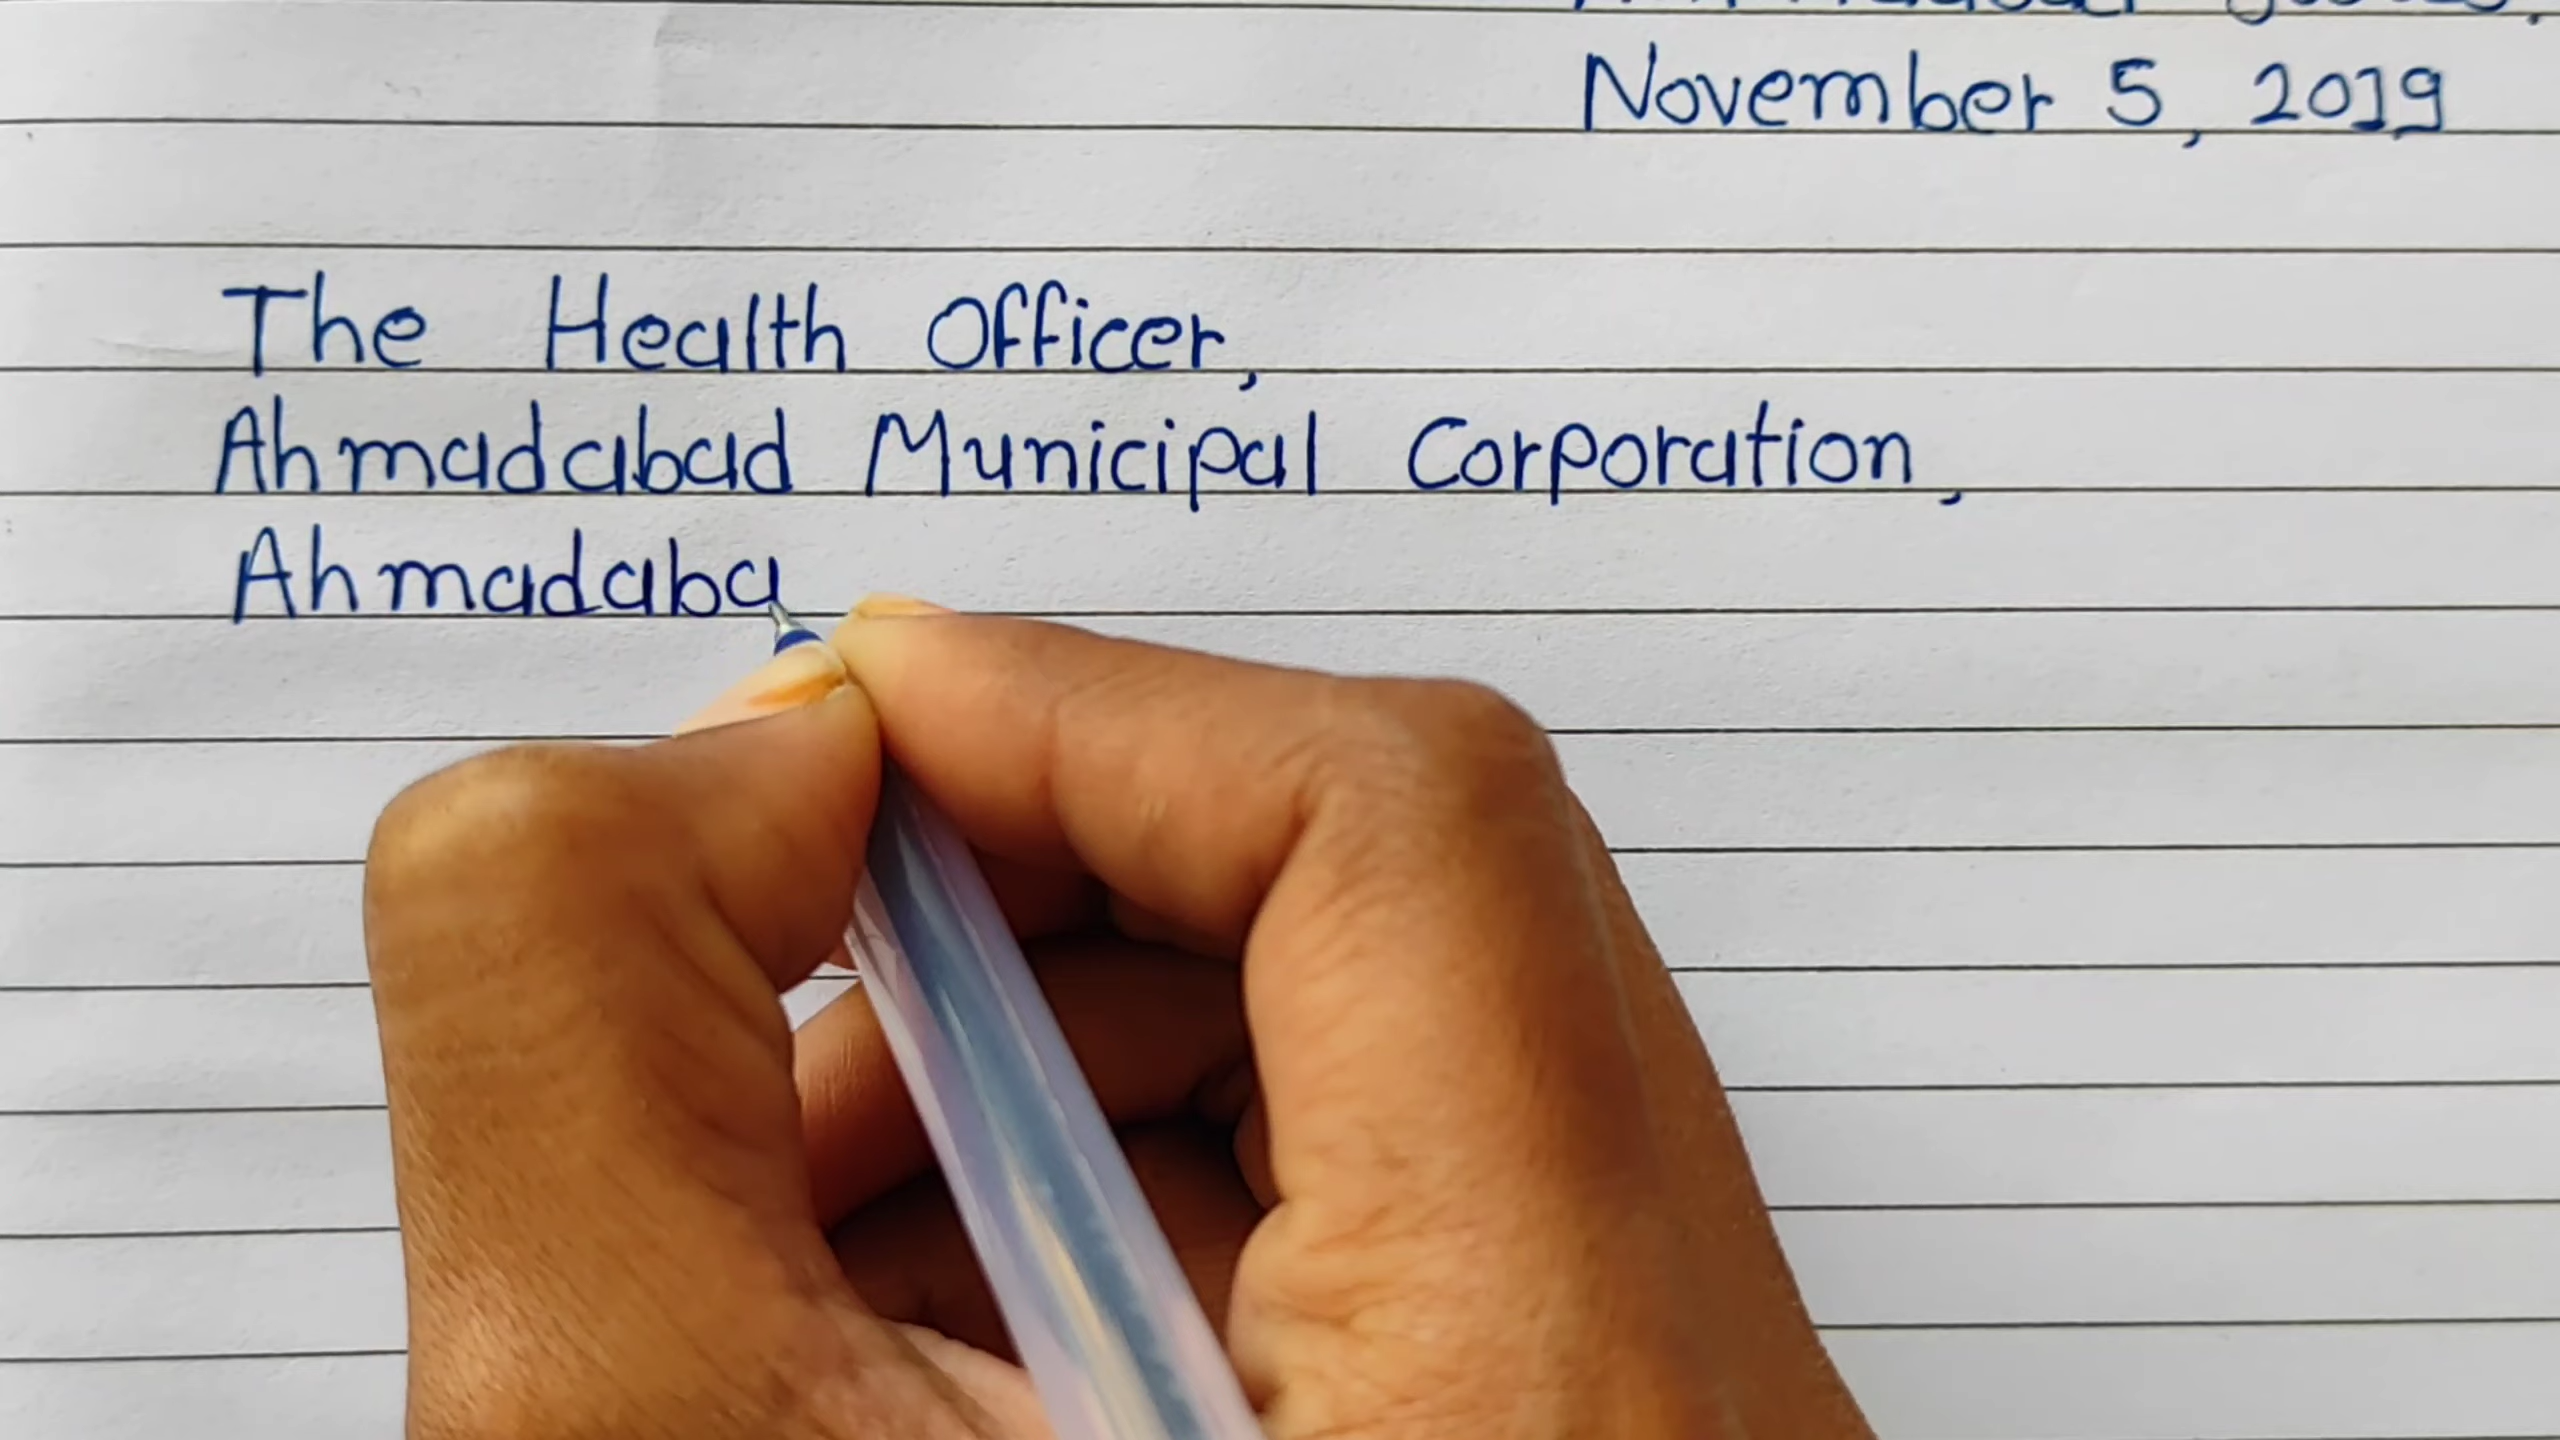 November 5, 2019
The Health Officer,
Ahmadabad Municipal Corporation,
Ahmadaba